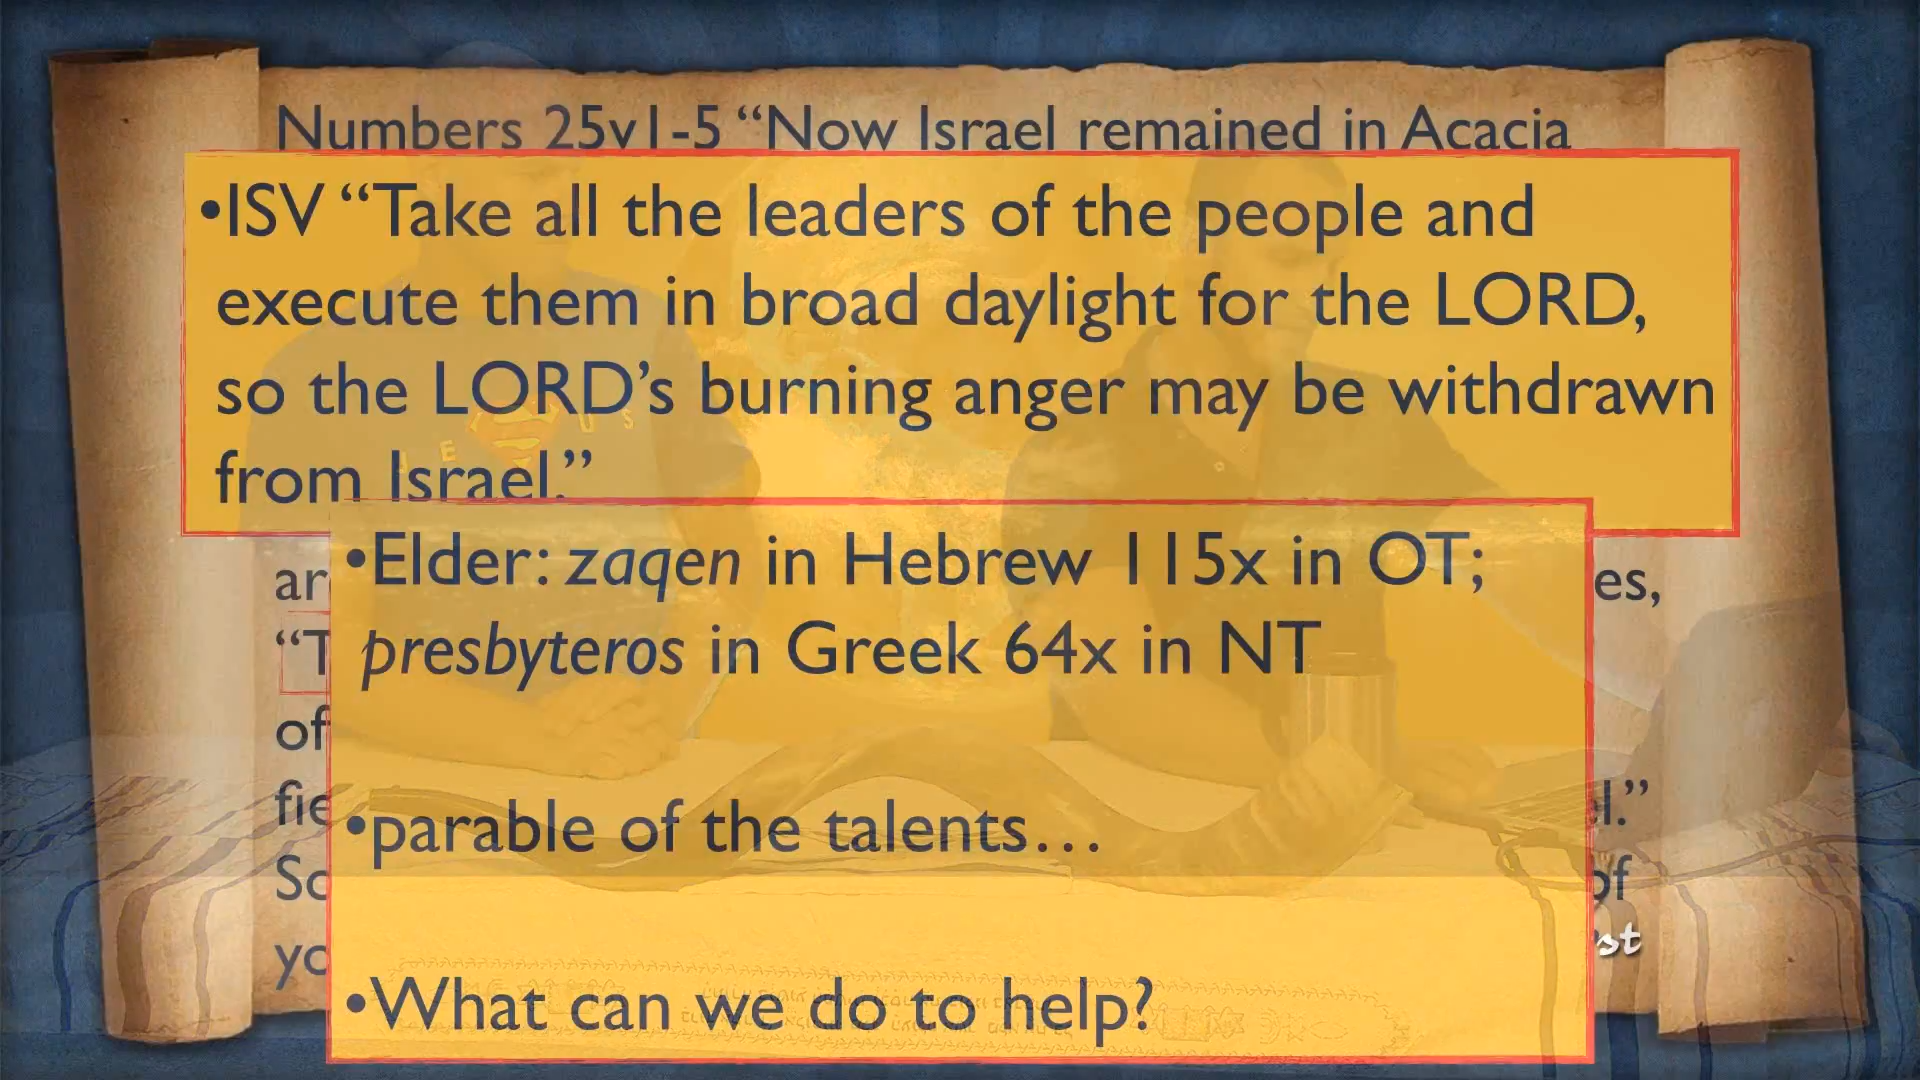 Numbers 25v1-5 “Now Israel remained in Acacia
•ISV “Take all the leaders of the people and
execute them in broad daylight for the LORD,
so the LORD’s burning anger may be withdrawn
from Israel.”
JESUS
•Elder: zaqen in Hebrew 115x in OT;
presbyteros in Greek 64x in NT
•parable of the talents…
•What can we do to help?
of